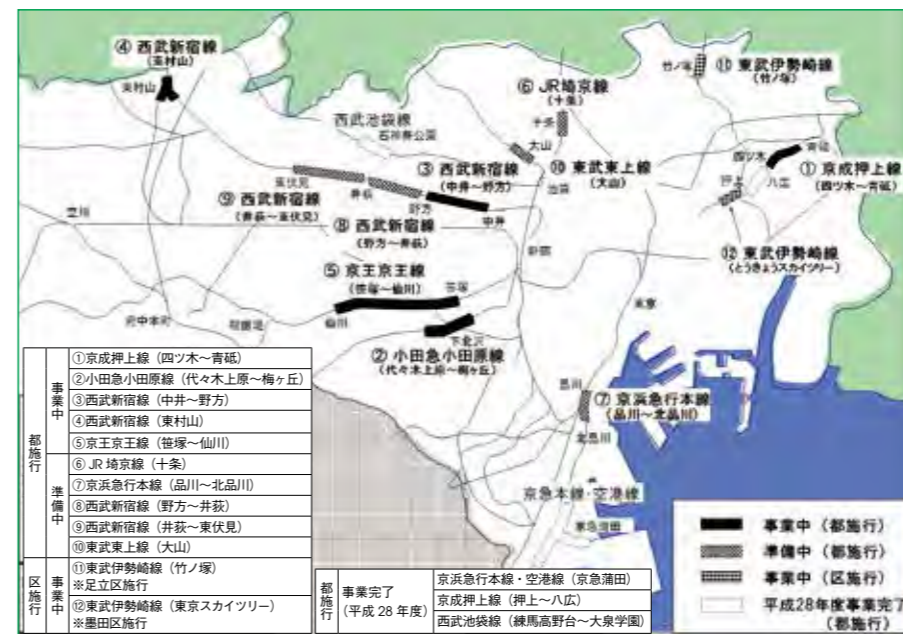 ④ 西武新宿線
(東村山)
東村山
西武池袋線
石神井公園
⑥ JR埼京線
(十条)
十条
竹ノ塚
⑪ 東武伊勢崎線
(竹ノ塚)
大山
⑩ 東武東上線
(大山)
池袋
③ 西武新宿線
(中井～野方)
四ツ木
青砥
① 京成押上線
(四ツ木～青砥)
押上
八広
東伏見
井荻
野方
中井
⑨ 西武新宿線
(井荻～東伏見)
⑧ 西武新宿線
(野方～井荻)
立川
新宿
⑫ 東武伊勢崎線
(とうきょうスカイツリー)
⑤ 京王京王線
(笹塚～仙川)
笹塚
仙川
東京
府中本町
下北沢
② 小田急小田原線
(代々木上原～梅ヶ丘)
品川
⑦ 京浜急行本線
(品川～北品川)
北品川
京急本線・空港線
京急蒲田
都施行
事業中
①京成押上線（四ツ木～青砥）
②小田急小田原線（代々木上原～梅ヶ丘）
③西武新宿線（中井～野方）
④西武新宿線（東村山）
⑤京王京王線（笹塚～仙川）
準備中
⑥JR 埼京線（十条）
⑦京浜急行本線（品川～北品川）
⑧西武新宿線（野方～井荻）
⑨西武新宿線（井荻～東伏見）
⑩東武東上線（大山）
区施行
事業中
⑪東武伊勢崎線（竹ノ塚）
※足立区施行
⑫東武伊勢崎線（東京スカイツリー）
※墨田区施行
都施行
事業完了
（平成 28 年度）
京浜急行本線・空港線（京急蒲田）
京成押上線（押上～八広）
西武池袋線（練馬高野台～大泉学園）
事業中（都施行）
準備中（都施行）
事業中（区施行）
平成28年度事業完了
（都施行）